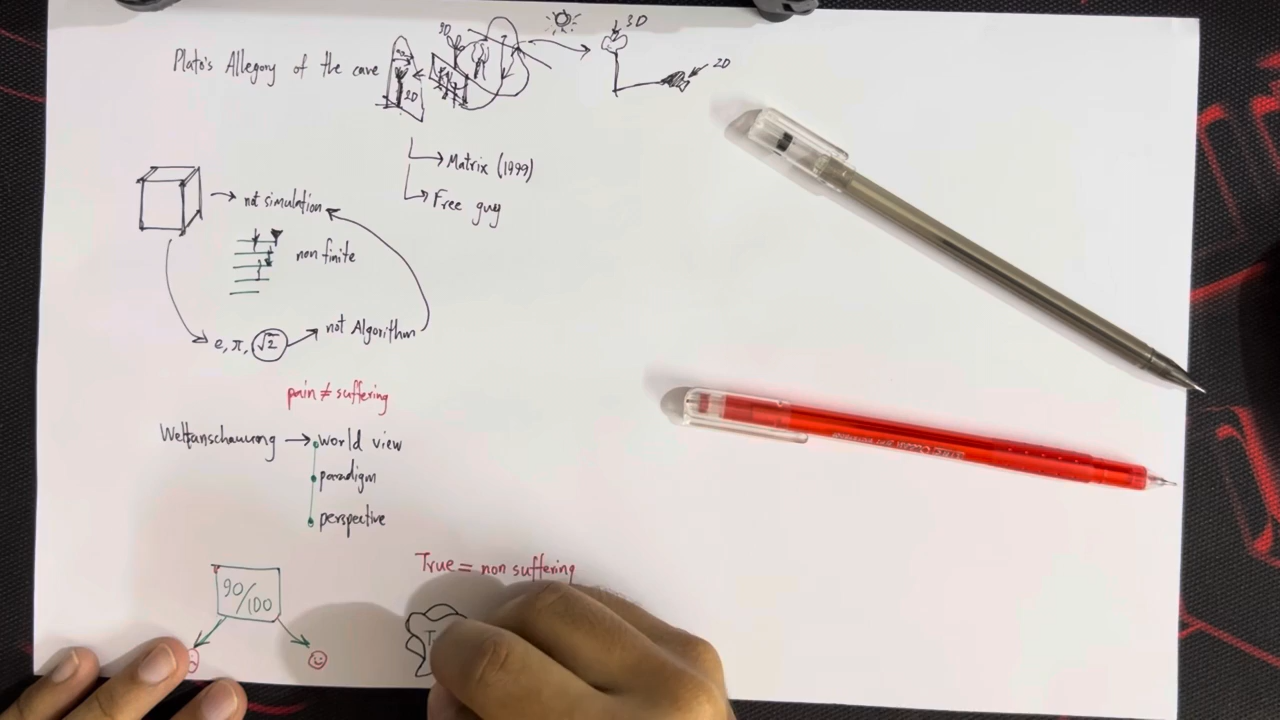 Plato's Allegory of the cave
3D
2D
3D
2D
Matrix (1999)
Free guy
not simulation
non finite
e, π, √2
not Algorithm
pain ≠ suffering
Weltanschauung → world view
paradigm
perspective
90/100
True = non suffering
T